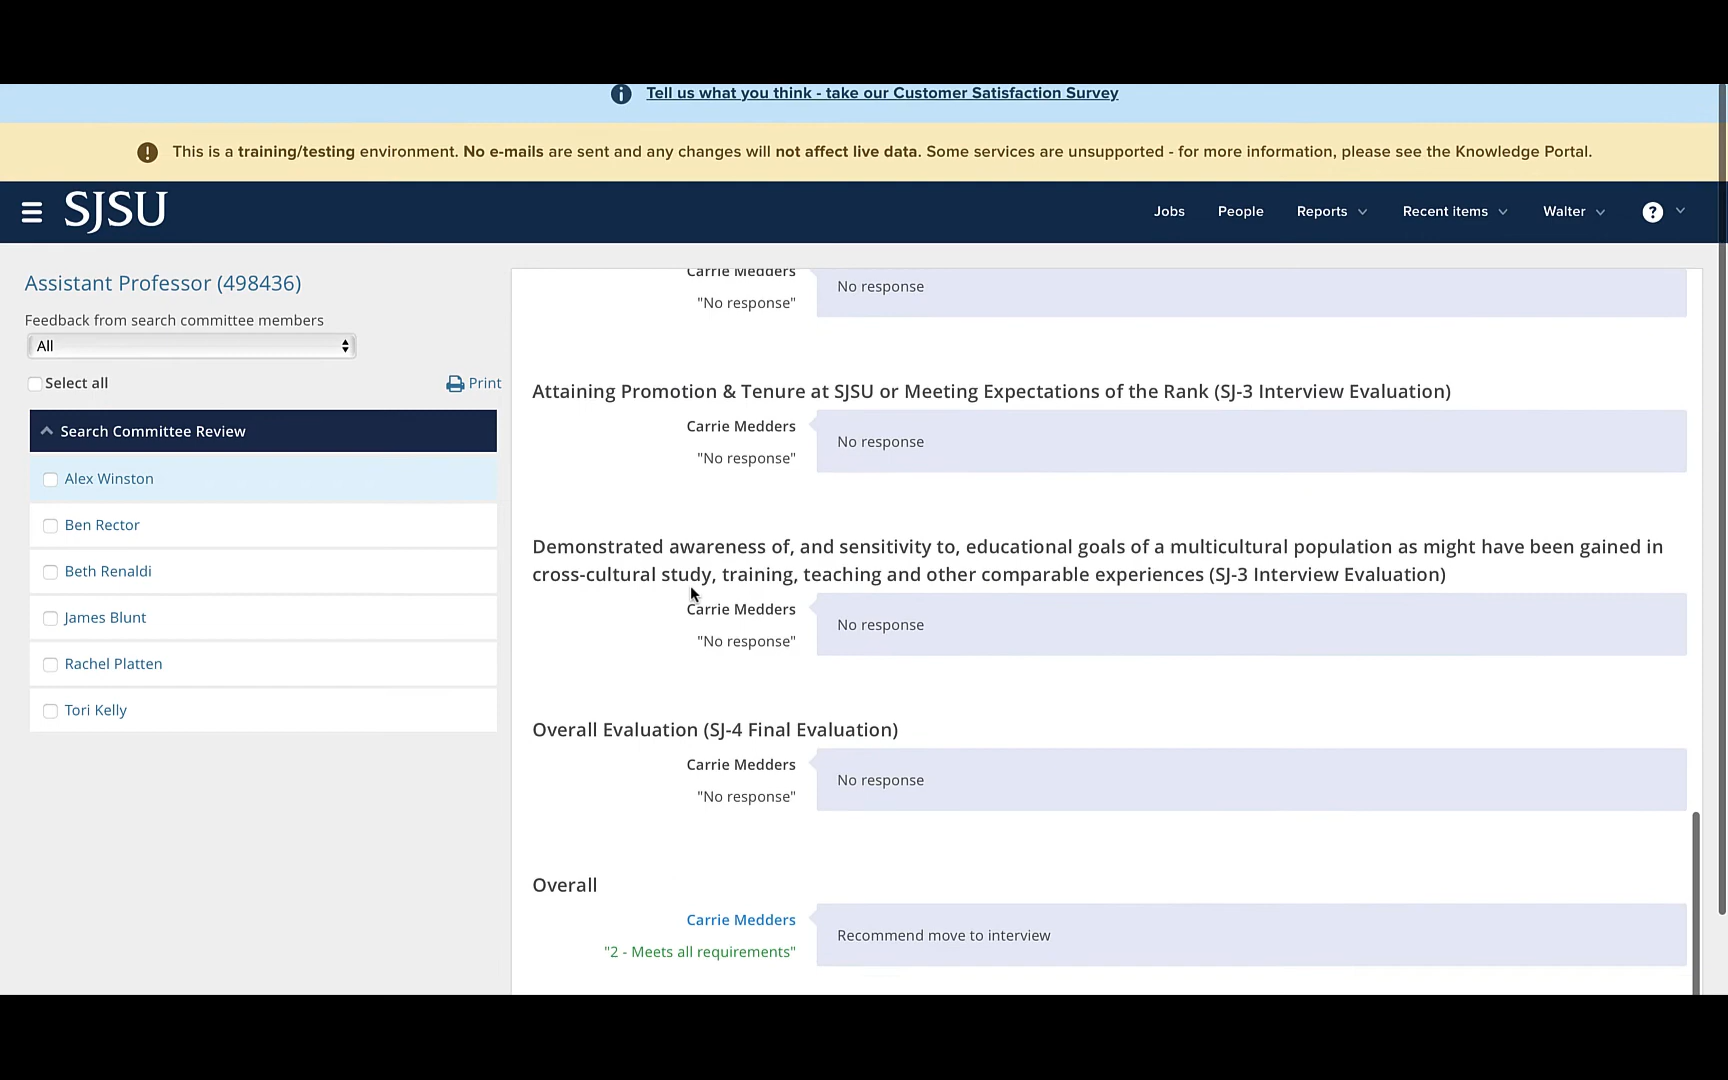 Tell us what you think - take our Customer Satisfaction Survey
This is a training/testing environment. No e-mails are sent and any changes will not affect live data. Some services are unsupported - for more information, please see the Knowledge Portal.
SJSU
Jobs
People
Reports
Recent items
Walter
?
Assistant Professor (498436)
Feedback from search committee members
All
Select all
Print
Search Committee Review
Alex Winston
Ben Rector
Beth Renaldi
James Blunt
Rachel Platten
Tori Kelly
Carrie Medders
"No response"
No response
Attaining Promotion & Tenure at SJSU or Meeting Expectations of the Rank (SJ-3 Interview Evaluation)
Carrie Medders
"No response"
No response
Demonstrated awareness of, and sensitivity to, educational goals of a multicultural population as might have been gained in
cross-cultural study, training, teaching and other comparable experiences (SJ-3 Interview Evaluation)
Carrie Medders
"No response"
No response
Overall Evaluation (SJ-4 Final Evaluation)
Carrie Medders
"No response"
No response
Overall
Carrie Medders
"2 - Meets all requirements"
Recommend move to interview